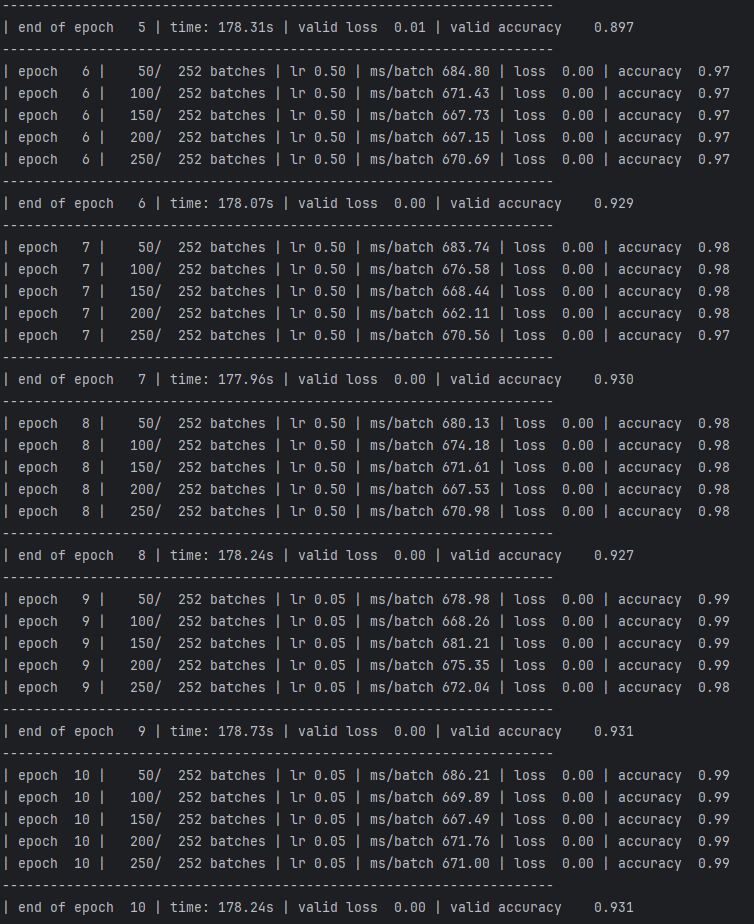 ---------------------------------------------------------------------
| end of epoch   5 | time: 178.31s | valid loss  0.01 | valid accuracy    0.897
---------------------------------------------------------------------
| epoch   6 |    50/  252 batches | lr 0.50 | ms/batch 684.80 | loss  0.00 | accuracy  0.97
| epoch   6 |   100/  252 batches | lr 0.50 | ms/batch 671.43 | loss  0.00 | accuracy  0.97
| epoch   6 |   150/  252 batches | lr 0.50 | ms/batch 667.73 | loss  0.00 | accuracy  0.97
| epoch   6 |   200/  252 batches | lr 0.50 | ms/batch 667.15 | loss  0.00 | accuracy  0.97
| epoch   6 |   250/  252 batches | lr 0.50 | ms/batch 670.69 | loss  0.00 | accuracy  0.97
---------------------------------------------------------------------
| end of epoch   6 | time: 178.07s | valid loss  0.00 | valid accuracy    0.929
---------------------------------------------------------------------
| epoch   7 |    50/  252 batches | lr 0.50 | ms/batch 683.74 | loss  0.00 | accuracy  0.98
| epoch   7 |   100/  252 batches | lr 0.50 | ms/batch 676.58 | loss  0.00 | accuracy  0.98
| epoch   7 |   150/  252 batches | lr 0.50 | ms/batch 668.44 | loss  0.00 | accuracy  0.98
| epoch   7 |   200/  252 batches | lr 0.50 | ms/batch 662.11 | loss  0.00 | accuracy  0.98
| epoch   7 |   250/  252 batches | lr 0.50 | ms/batch 670.56 | loss  0.00 | accuracy  0.97
---------------------------------------------------------------------
| end of epoch   7 | time: 177.96s | valid loss  0.00 | valid accuracy    0.930
---------------------------------------------------------------------
| epoch   8 |    50/  252 batches | lr 0.50 | ms/batch 680.13 | loss  0.00 | accuracy  0.98
| epoch   8 |   100/  252 batches | lr 0.50 | ms/batch 674.18 | loss  0.00 | accuracy  0.98
| epoch   8 |   150/  252 batches | lr 0.50 | ms/batch 671.61 | loss  0.00 | accuracy  0.98
| epoch   8 |   200/  252 batches | lr 0.50 | ms/batch 667.53 | loss  0.00 | accuracy  0.98
| epoch   8 |   250/  252 batches | lr 0.50 | ms/batch 670.98 | loss  0.00 | accuracy  0.98
---------------------------------------------------------------------
| end of epoch   8 | time: 178.24s | valid loss  0.00 | valid accuracy    0.927
---------------------------------------------------------------------
| epoch   9 |    50/  252 batches | lr 0.05 | ms/batch 678.98 | loss  0.00 | accuracy  0.99
| epoch   9 |   100/  252 batches | lr 0.05 | ms/batch 668.26 | loss  0.00 | accuracy  0.99
| epoch   9 |   150/  252 batches | lr 0.05 | ms/batch 681.21 | loss  0.00 | accuracy  0.99
| epoch   9 |   200/  252 batches | lr 0.05 | ms/batch 675.35 | loss  0.00 | accuracy  0.99
| epoch   9 |   250/  252 batches | lr 0.05 | ms/batch 672.04 | loss  0.00 | accuracy  0.98
---------------------------------------------------------------------
| end of epoch   9 | time: 178.73s | valid loss  0.00 | valid accuracy    0.931
---------------------------------------------------------------------
| epoch  10 |    50/  252 batches | lr 0.05 | ms/batch 686.21 | loss  0.00 | accuracy  0.99
| epoch  10 |   100/  252 batches | lr 0.05 | ms/batch 669.89 | loss  0.00 | accuracy  0.99
| epoch  10 |   150/  252 batches | lr 0.05 | ms/batch 667.49 | loss  0.00 | accuracy  0.99
| epoch  10 |   200/  252 batches | lr 0.05 | ms/batch 671.76 | loss  0.00 | accuracy  0.99
| epoch  10 |   250/  252 batches | lr 0.05 | ms/batch 671.00 | loss  0.00 | accuracy  0.99
---------------------------------------------------------------------
| end of epoch  10 | time: 178.24s | valid loss  0.00 | valid accuracy    0.931